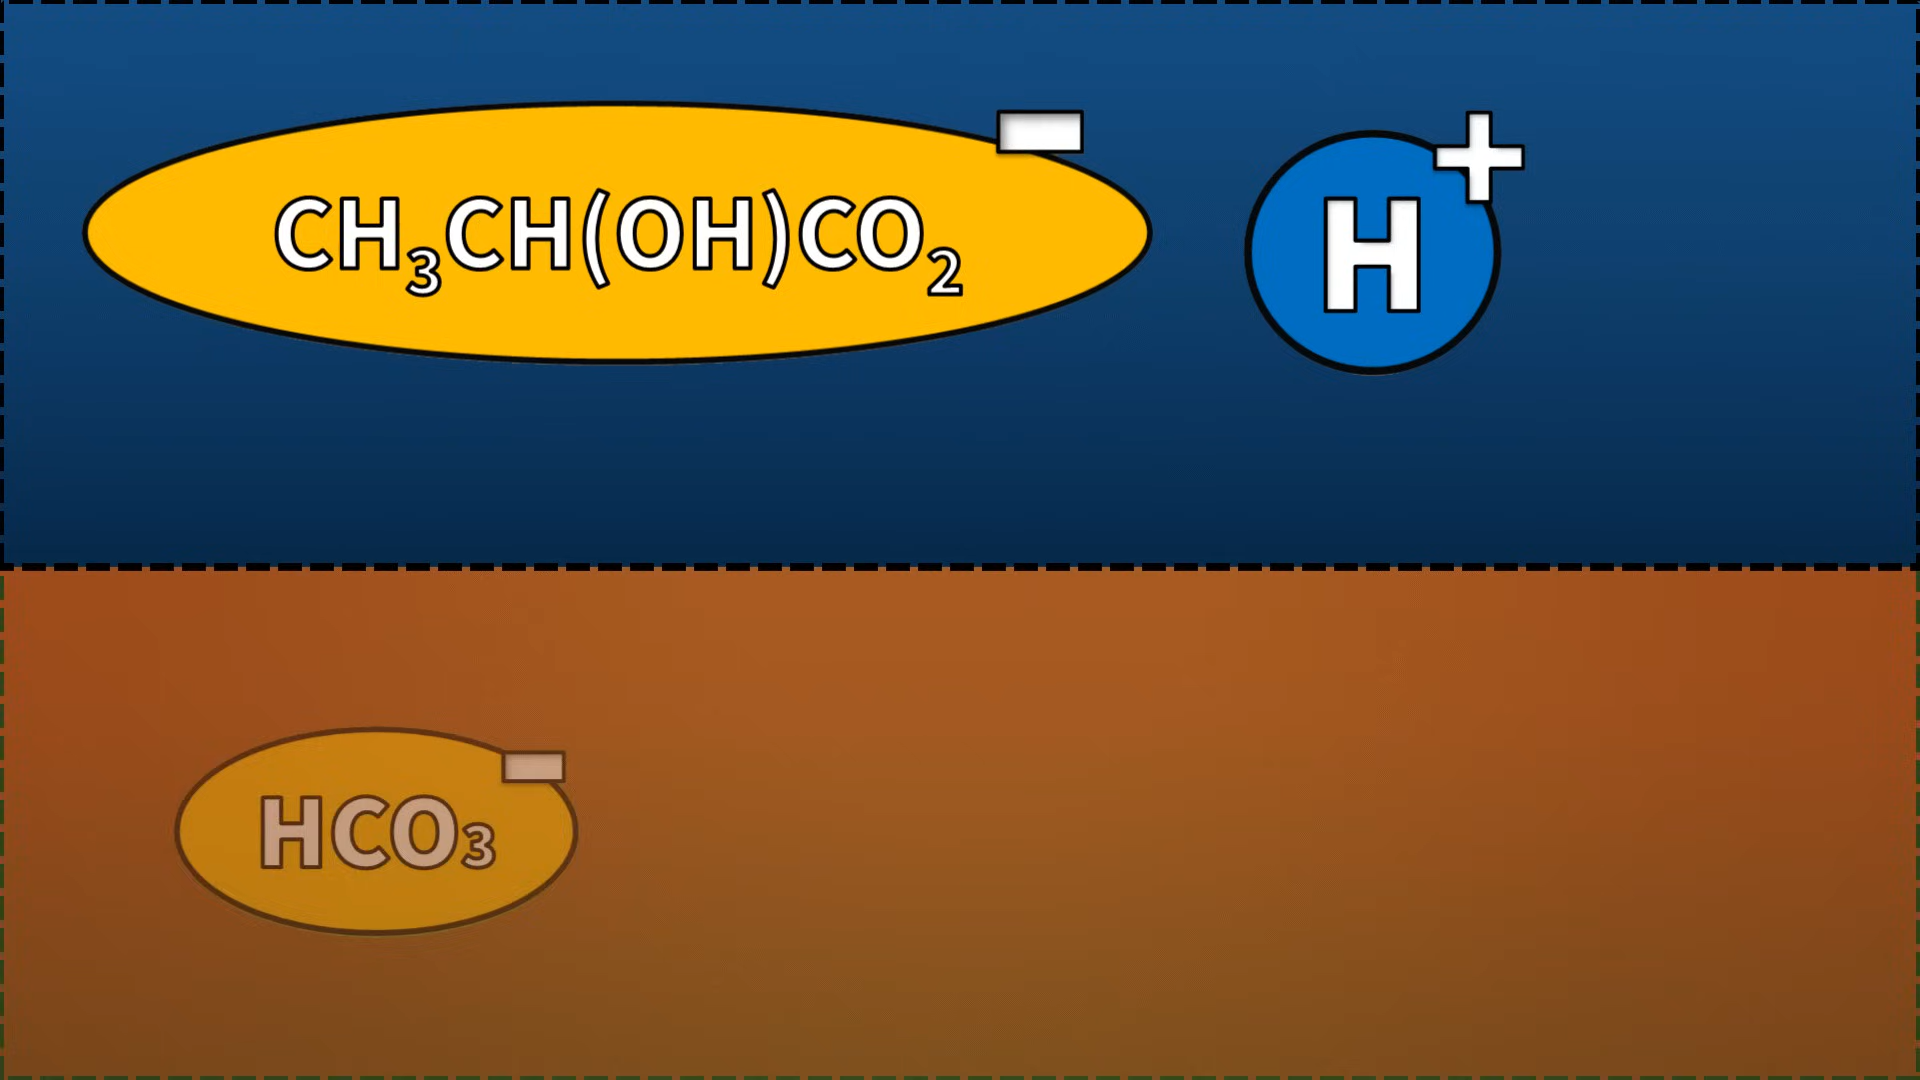 CH₃CH(OH)CO₂ −
H +
HCO₃ −